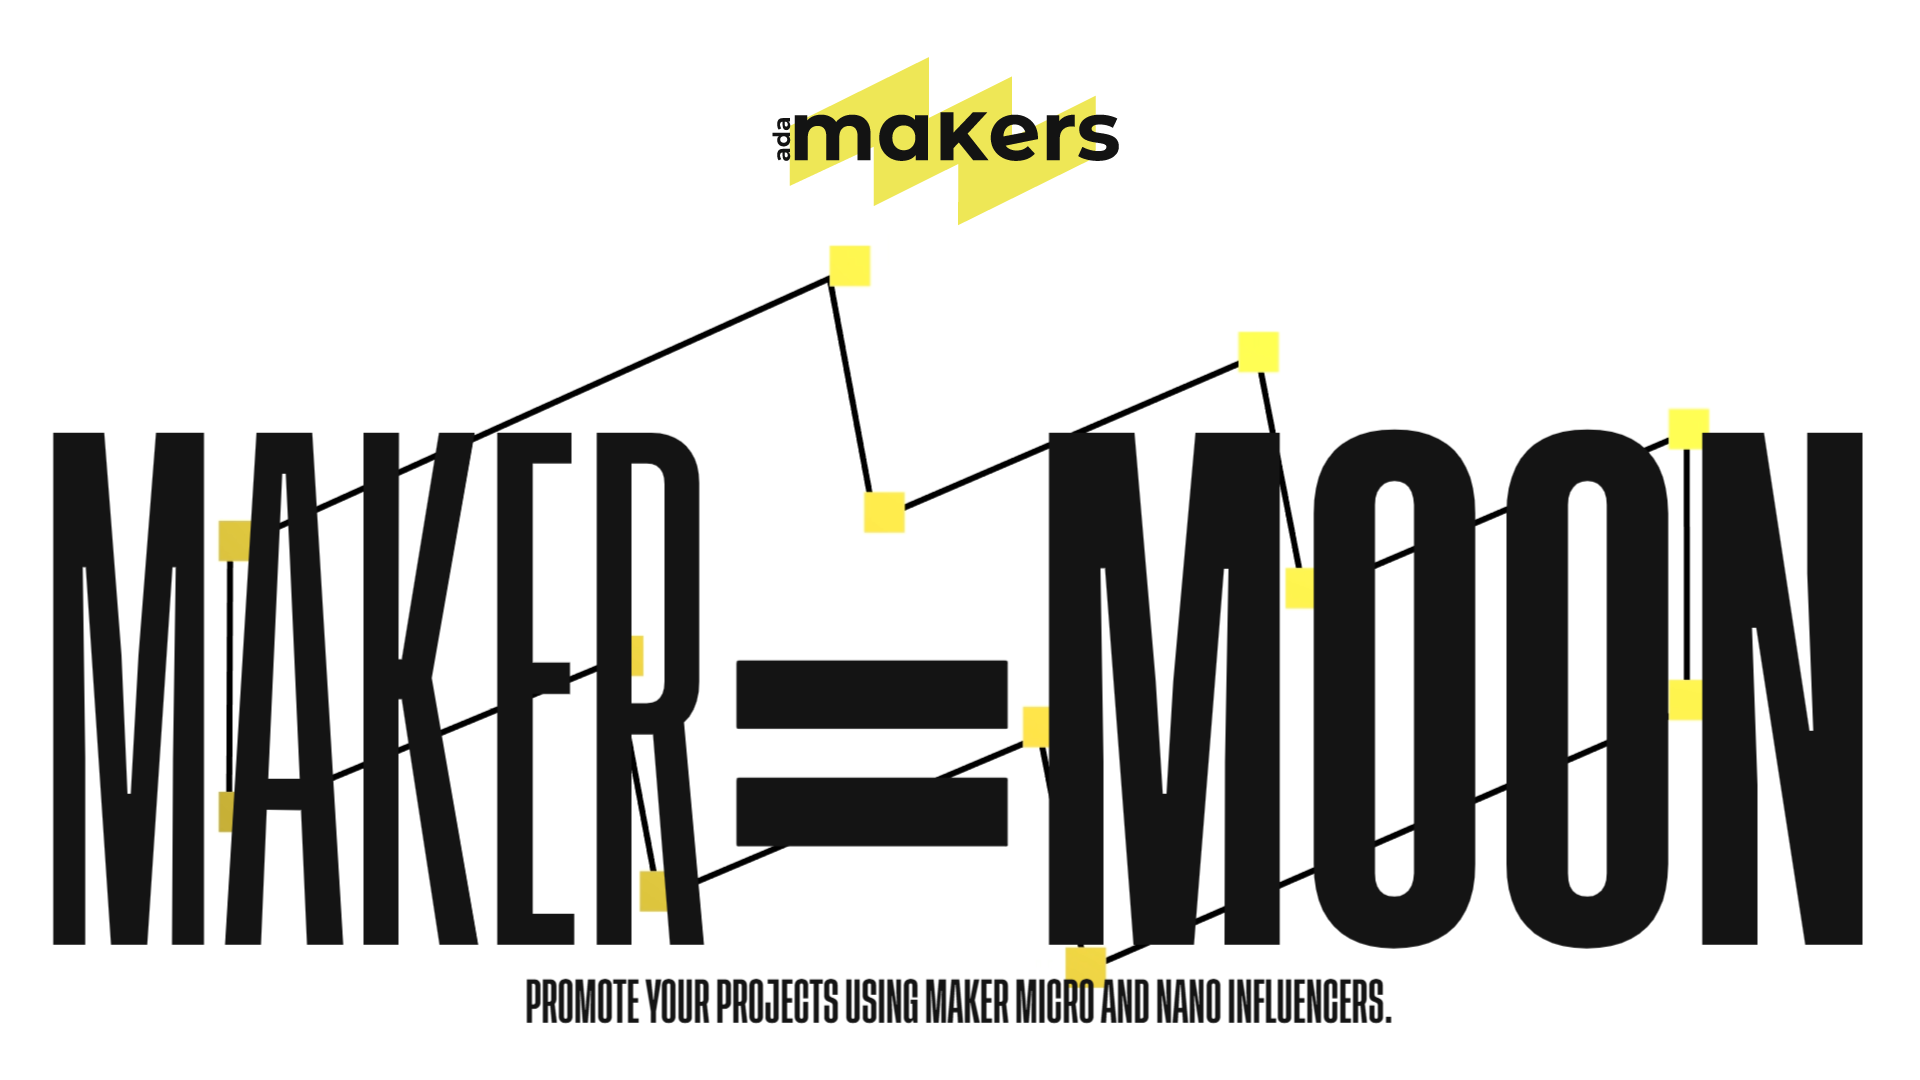 ada makers
MAKER=MOON
PROMOTE YOUR PROJECTS USING MAKER MICRO AND NANO INFLUENCERS.